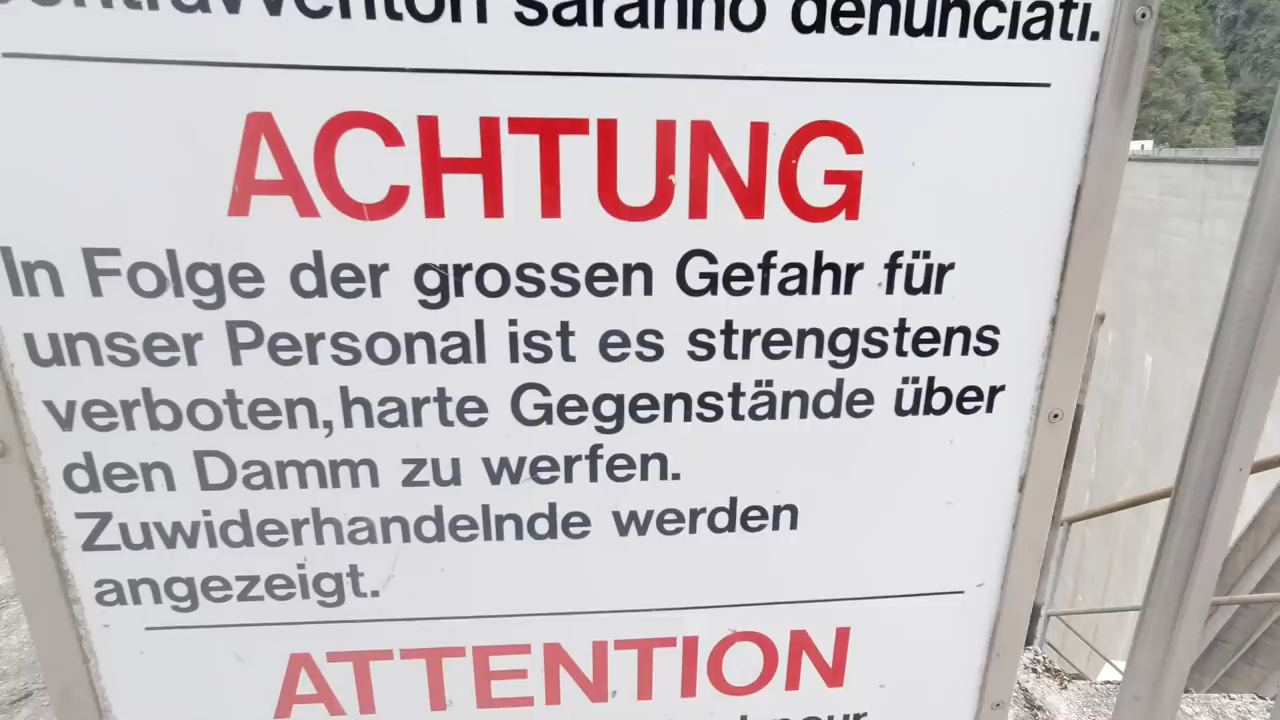 saranno denunciati.
ACHTUNG
In Folge der grossen Gefahr für
unser Personal ist es strengstens
verboten, harte Gegenstände über
den Damm zu werfen.
Zuwiderhandelnde werden
angezeigt.
ATTENTION
pour